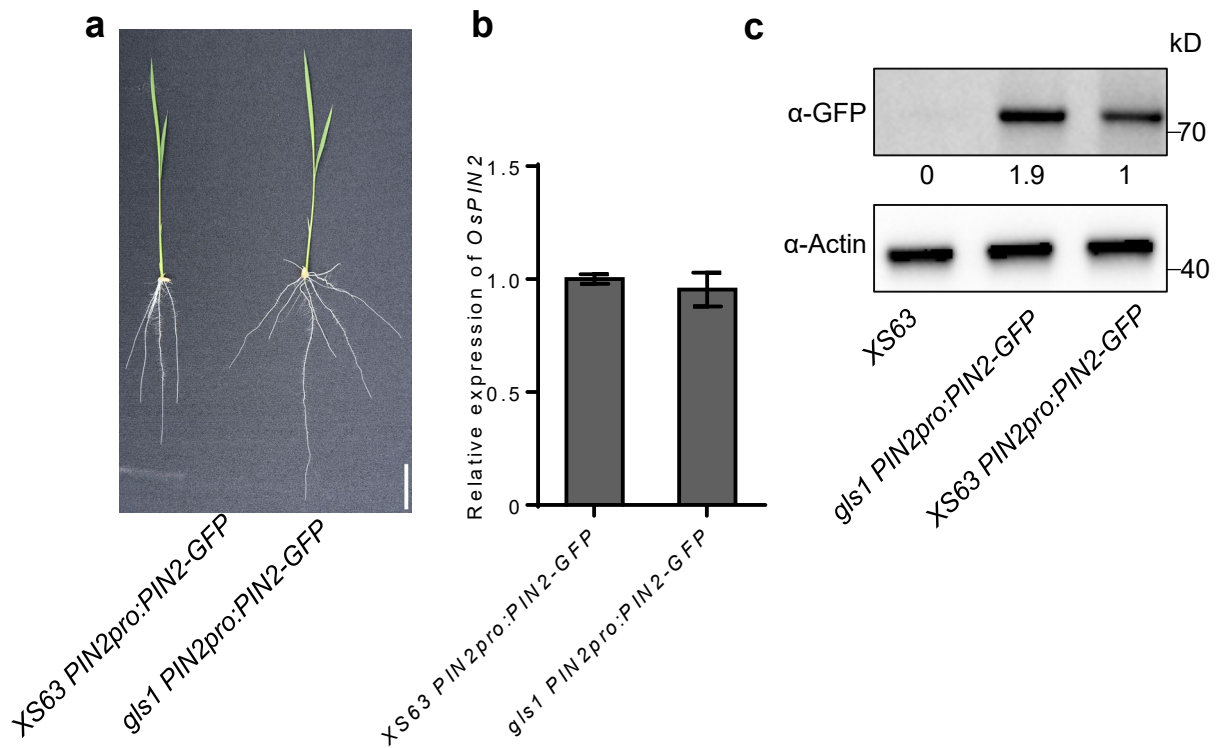 a
XS63 PIN2pro:PIN2-GFP
gls1 PIN2pro:PIN2-GFP
b
Relative expression of OsPIN2
1.5
1.0
0.5
0
XS63 PIN2pro:PIN2-GFP
gls1 PIN2pro:PIN2-GFP
c
kD
α-GFP
70
0 1.9 1
α-Actin
40
XS63
gls1 PIN2pro:PIN2-GFP
XS63 PIN2pro:PIN2-GFP